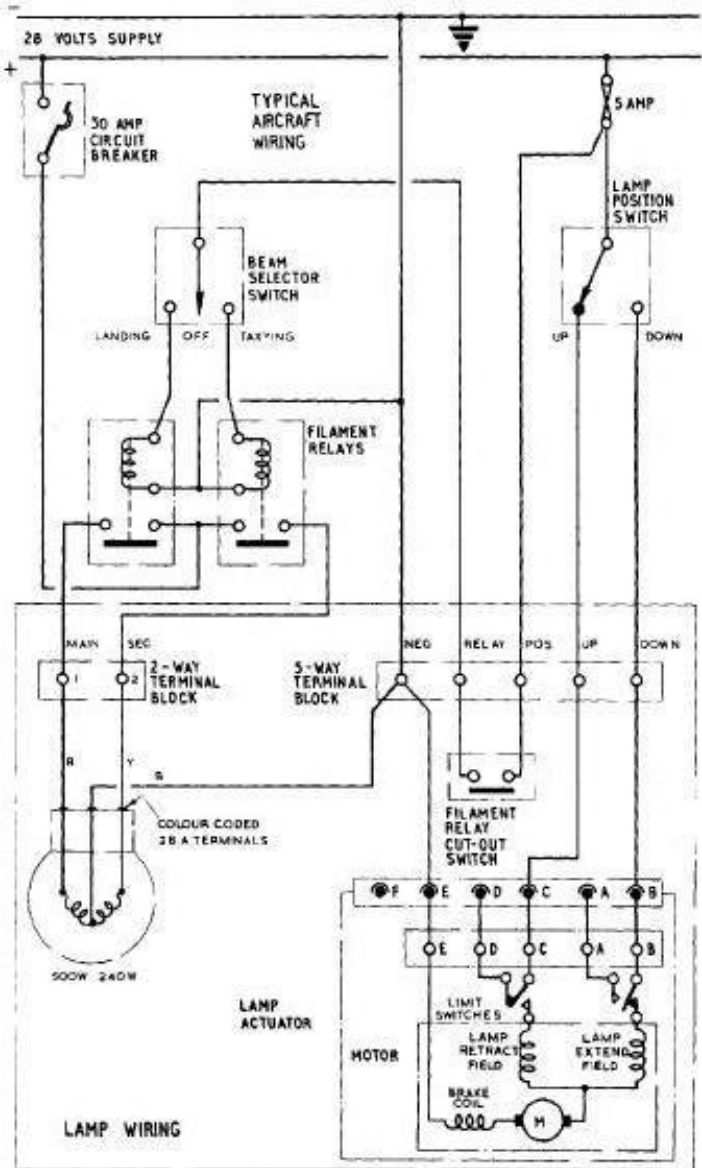 −
28 VOLTS SUPPLY
+
30 AMP
CIRCUIT
BREAKER
TYPICAL
AIRCRAFT
WIRING
5 AMP
LAMP
POSITION
SWITCH
BEAM
SELECTOR
SWITCH
LANDING OFF TAXYING
UP DOWN
FILAMENT
RELAYS
MAIN SEC
NEG RELAY POS UP DOWN
1 2
2-WAY
TERMINAL
BLOCK
5-WAY
TERMINAL
BLOCK
R Y
COLOUR CODED
28 A TERMINALS
FILAMENT
RELAY
CUT-OUT
SWITCH
500W 240W
F E D C A B
E D C A B
LAMP
ACTUATOR
LIMIT
SWITCHES
MOTOR
LAMP
RETRACT
FIELD
LAMP
EXTEND
FIELD
BRAKE
COIL
M
LAMP WIRING